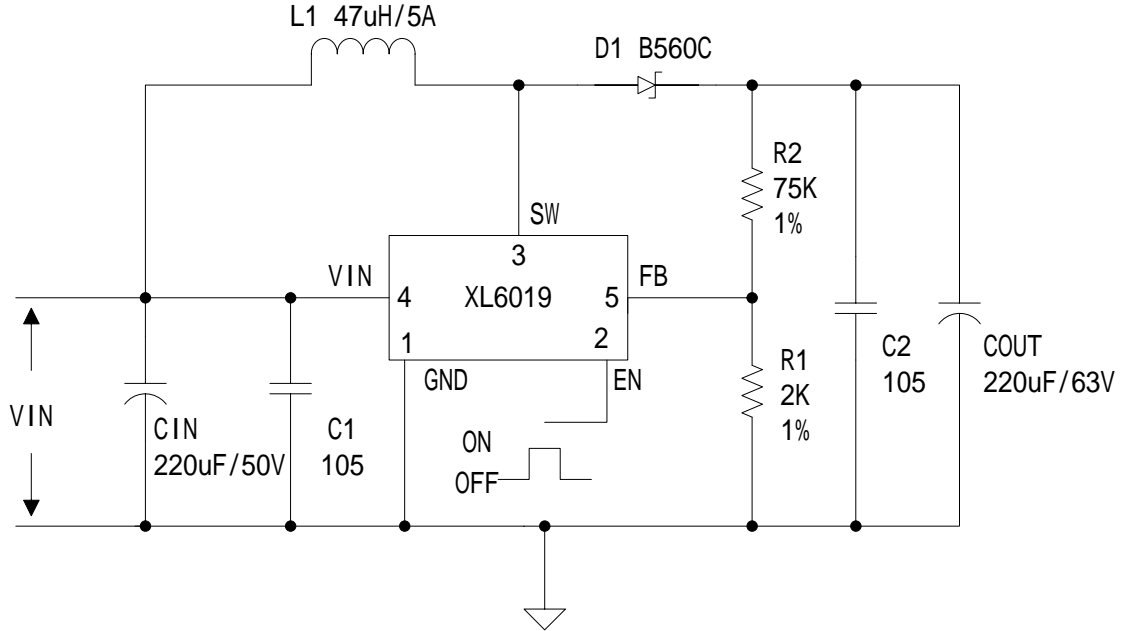 L1 47uH/5A
D1 B560C
R2
75K
1%
SW
3
VIN
FB
4
XL6019
5
1
2
GND
EN
C2
105
COUT
220uF/63V
R1
2K
1%
VIN
CIN
220uF/50V
C1
105
ON
OFF